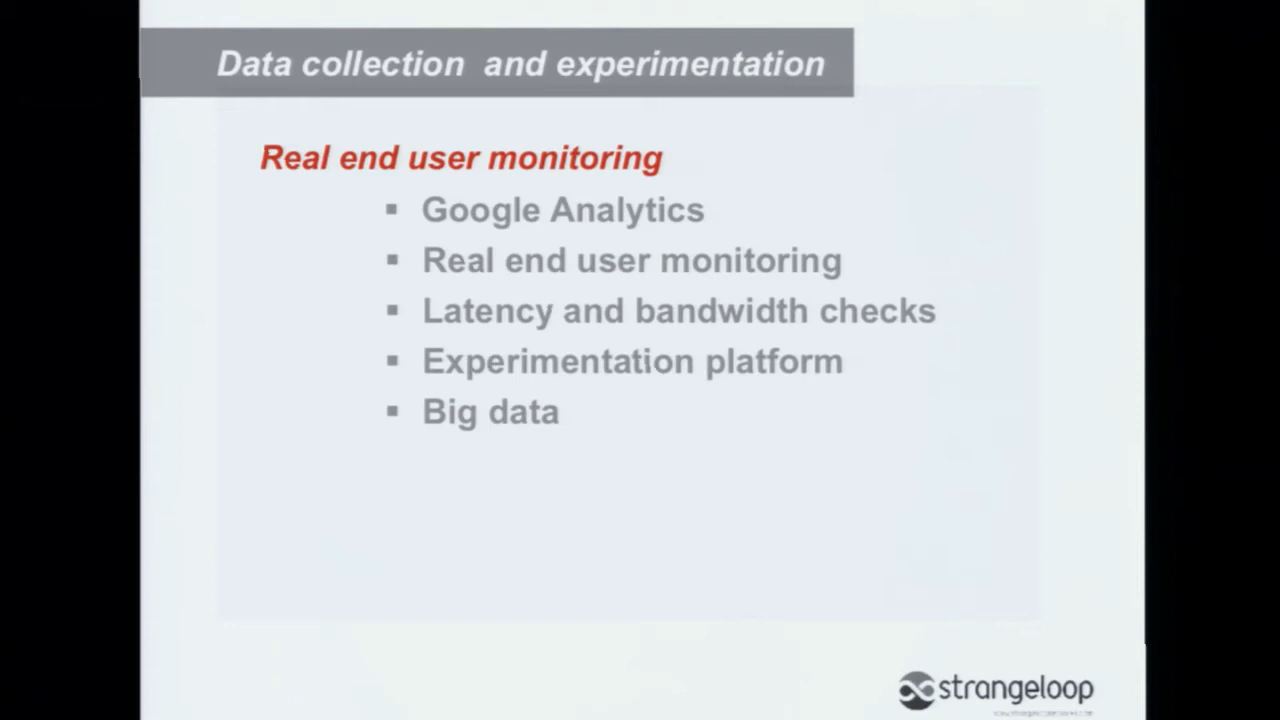 Data collection and experimentation
Real end user monitoring
▪ Google Analytics
▪ Real end user monitoring
▪ Latency and bandwidth checks
▪ Experimentation platform
▪ Big data
strangeloop